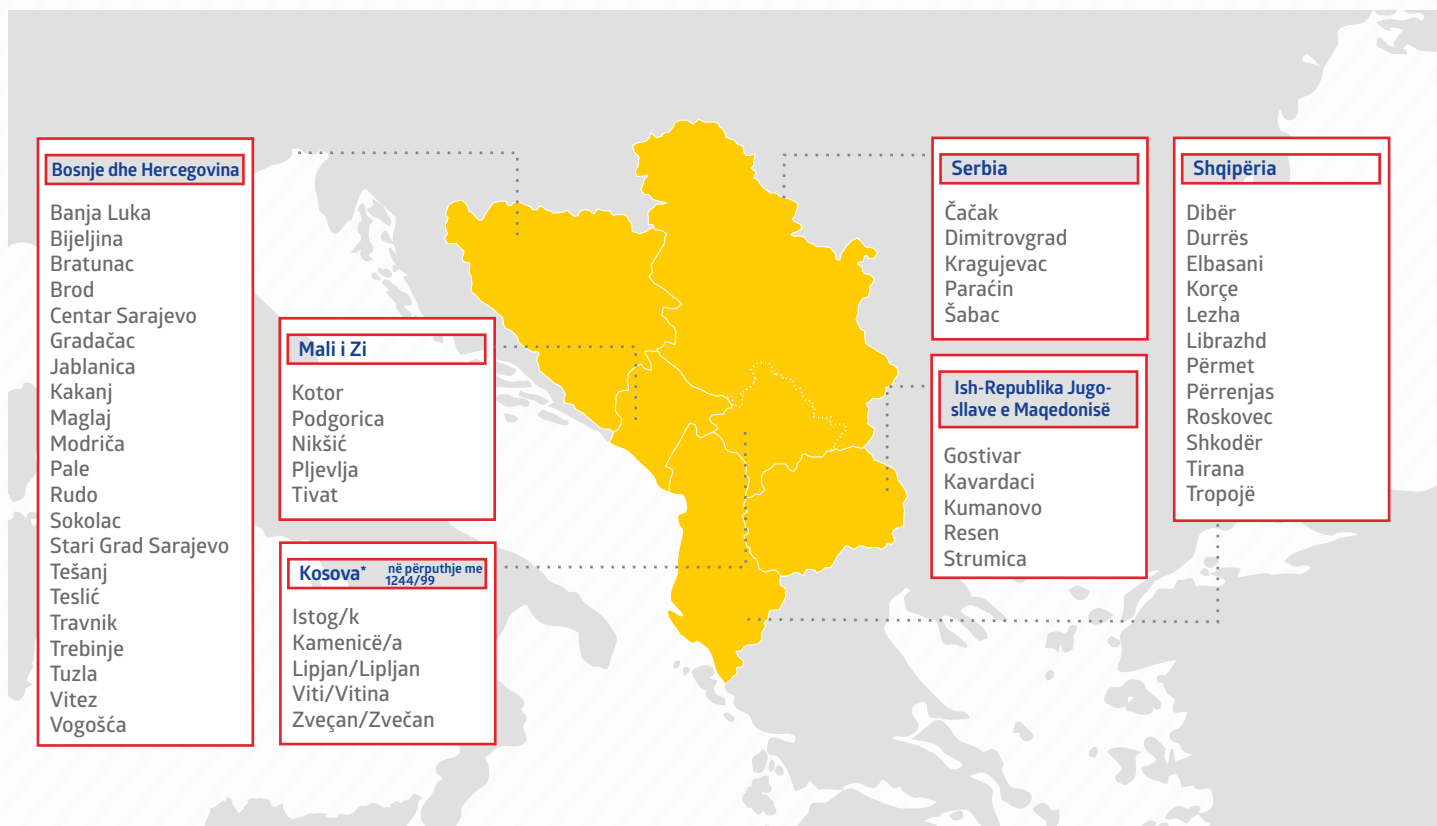 Bosnje dhe Hercegovina
Banja Luka
Bijeljina
Bratunac
Brod
Centar Sarajevo
Gradačac
Jablanica
Kakanj
Maglaj
Modriča
Pale
Rudo
Sokolac
Stari Grad Sarajevo
Tešanj
Teslić
Travnik
Trebinje
Tuzla
Vitez
Vogošća
Mali i Zi
Kotor
Podgorica
Nikšić
Pljevlja
Tivat
Kosova* në përputhje me
1244/99
Istog/k
Kamenicë/a
Lipjan/Lipljan
Viti/Vitina
Zveçan/Zvečan
Serbia
Čačak
Dimitrovgrad
Kragujevac
Paraćin
Šabac
Ish-Republika Jugo-
sllave e Maqedonisë
Gostivar
Kavardaci
Kumanovo
Resen
Strumica
Shqipëria
Dibër
Durrës
Elbasani
Korçe
Lezha
Librazhd
Përmet
Përrenjas
Roskovec
Shkodër
Tirana
Tropojë